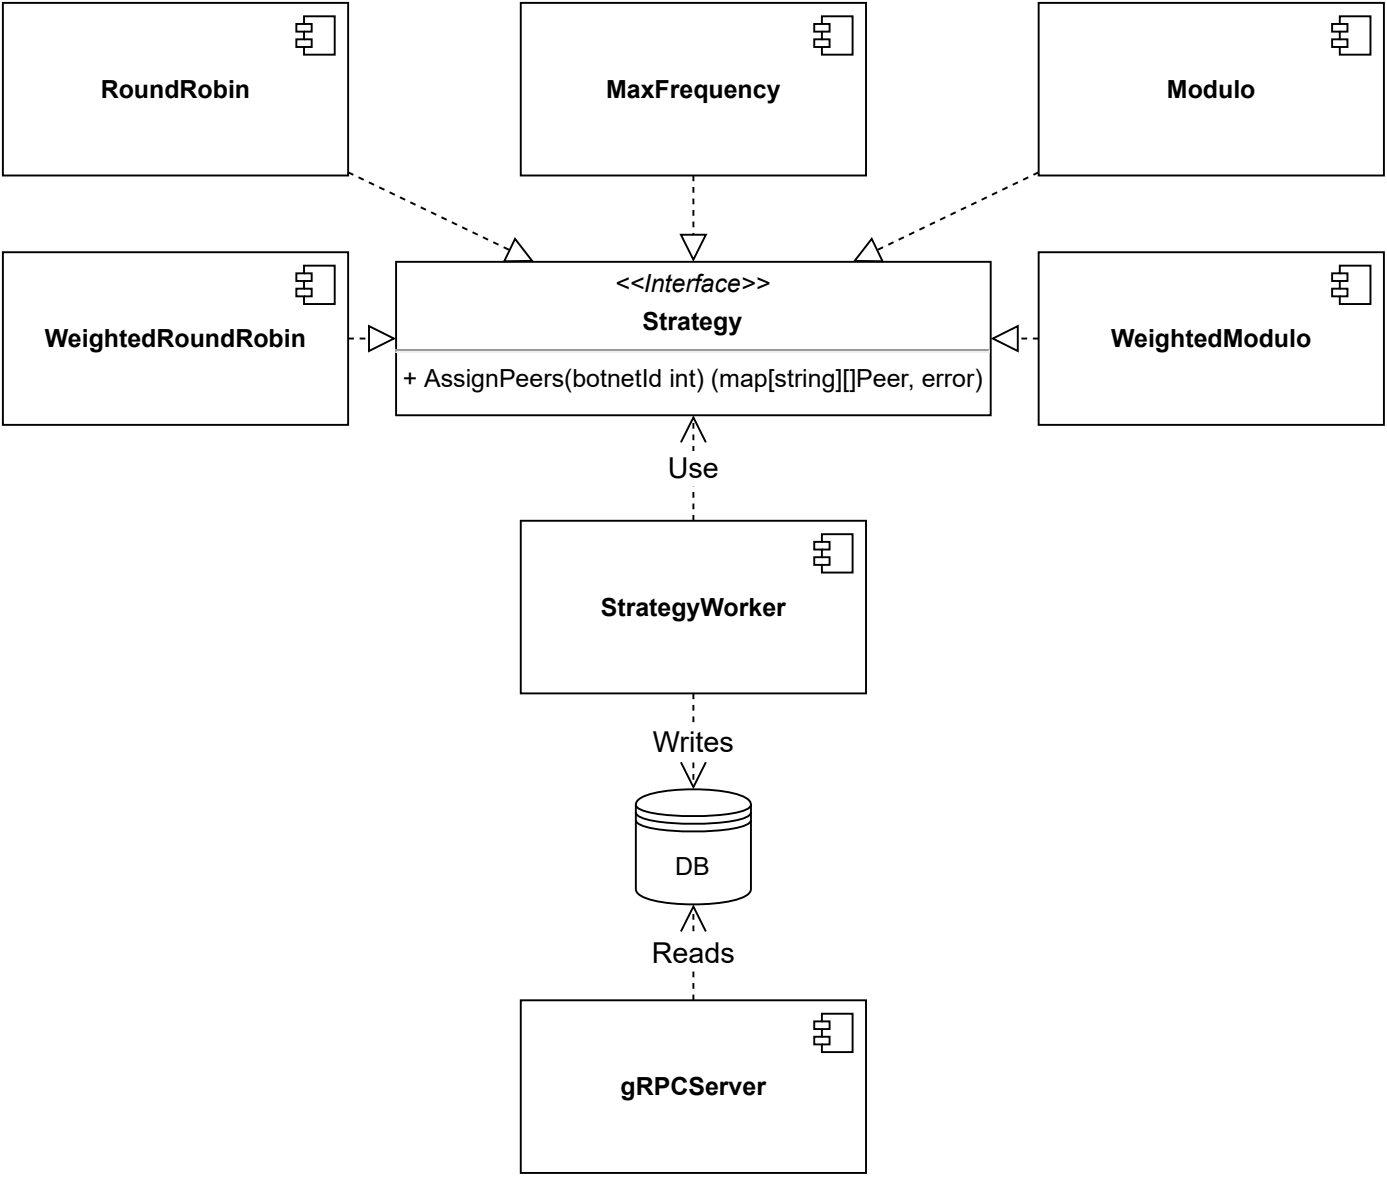 RoundRobin
MaxFrequency
Modulo
WeightedRoundRobin
<<Interface>>
Strategy
+ AssignPeers(botnetId int) (map[string][]Peer, error)
WeightedModulo
Use
StrategyWorker
Writes
DB
Reads
gRPCServer